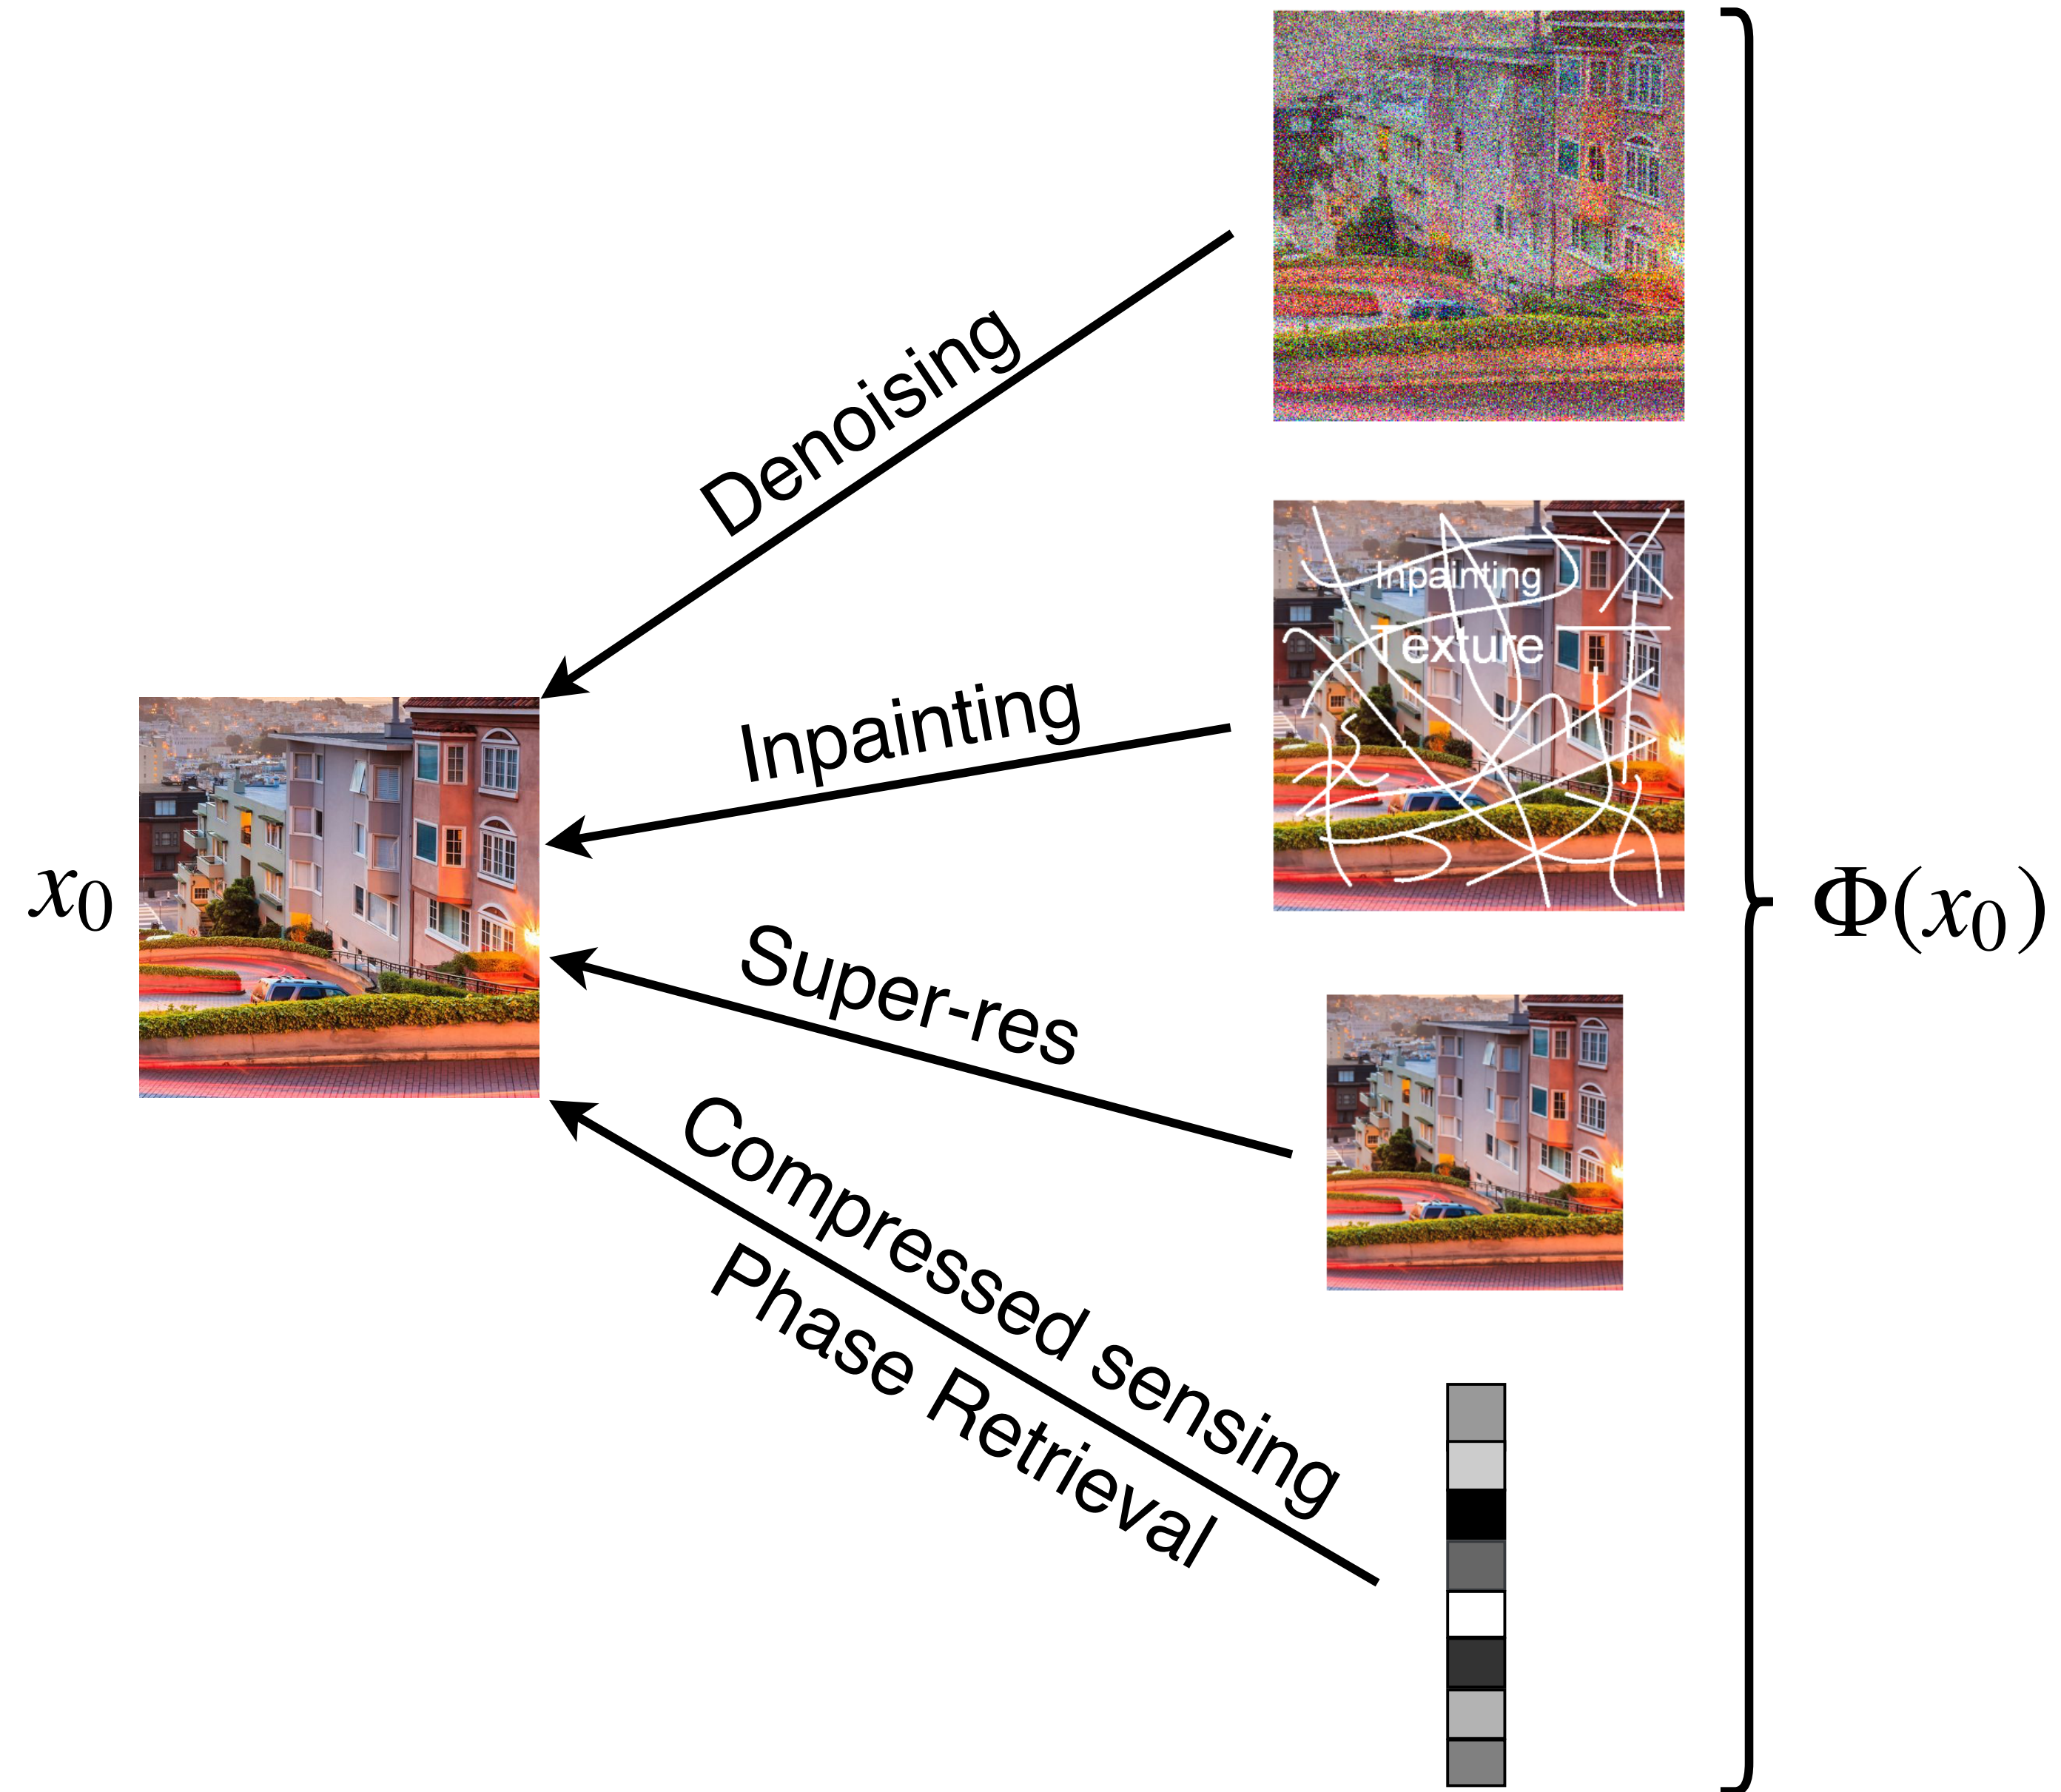 Denoising
Inpainting
Texture
Inpainting
x₀
Φ(x₀)
Super-res
Compressed sensing
Phase Retrieval